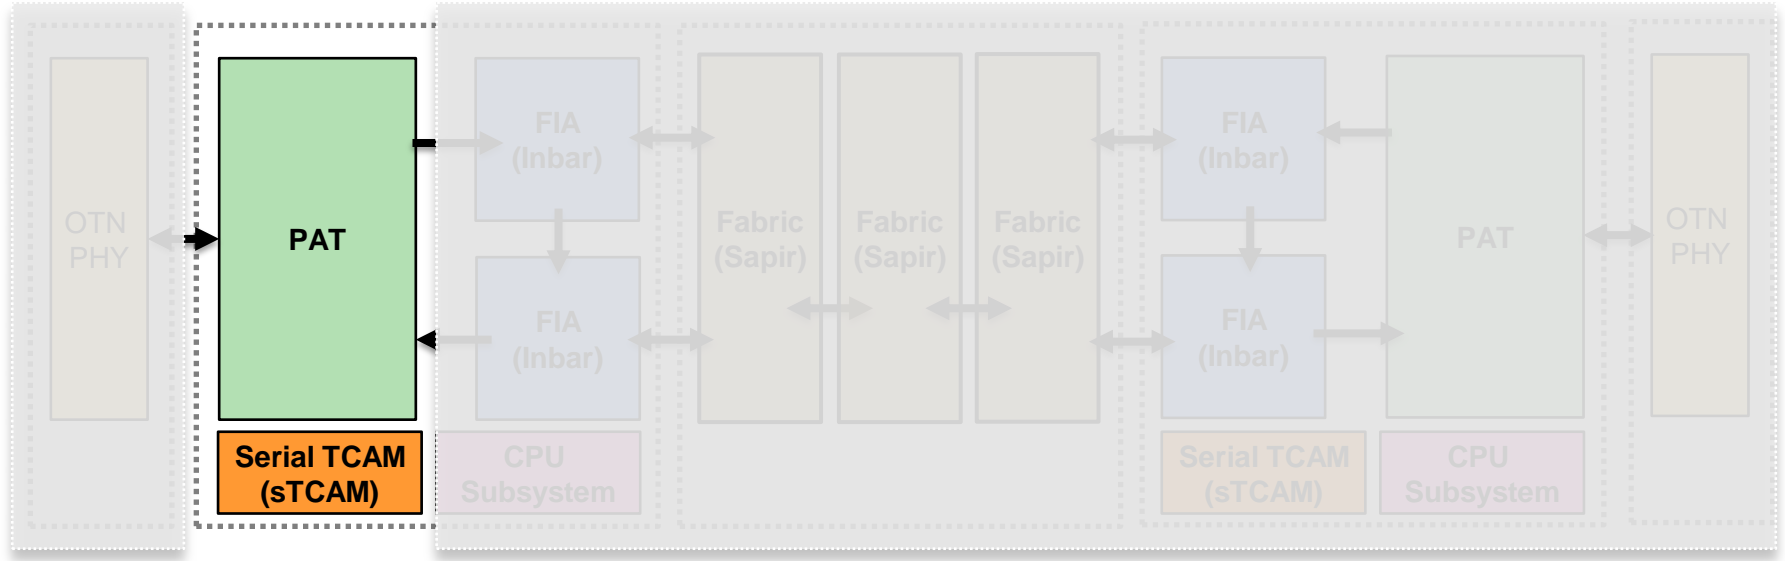 OTN
PHY
PAT
Serial TCAM
(sTCAM)
FIA
(Inbar)
FIA
(Inbar)
CPU
Subsystem
Fabric
(Sapir)
Fabric
(Sapir)
Fabric
(Sapir)
FIA
(Inbar)
FIA
(Inbar)
Serial TCAM
(sTCAM)
PAT
CPU
Subsystem
OTN
PHY